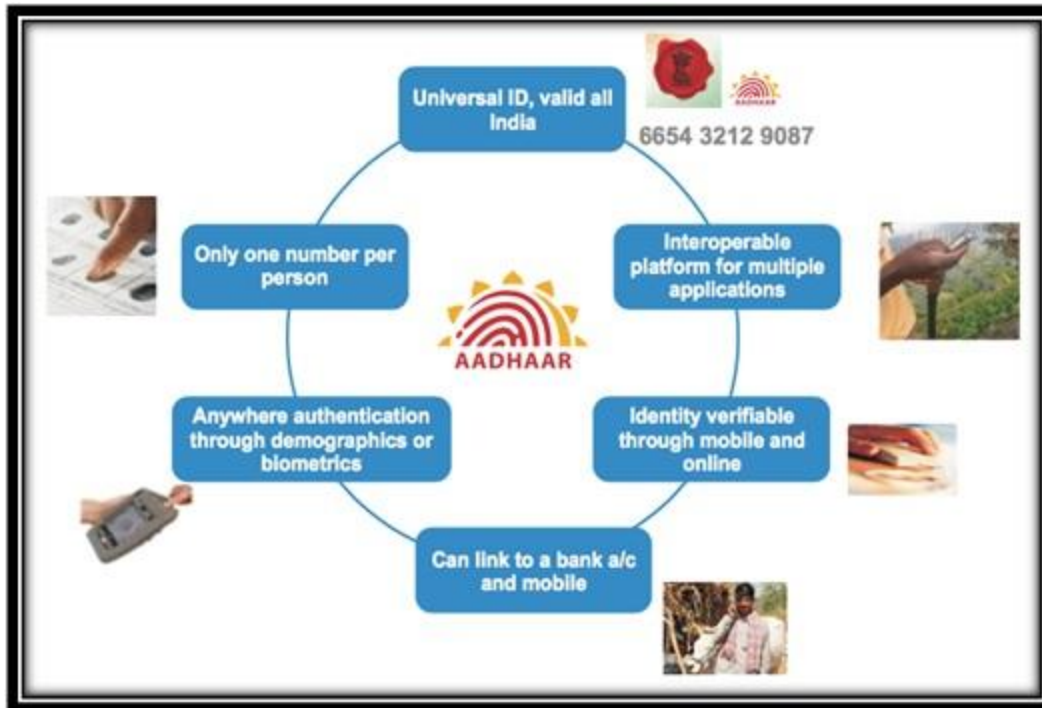 Universal ID, valid all
India
AADHAAR
6654 3212 9087
Only one number per
person
Interoperable
platform for multiple
applications
AADHAAR
Anywhere authentication
through demographics or
biometrics
Identity verifiable
through mobile and
online
Can link to a bank a/c
and mobile